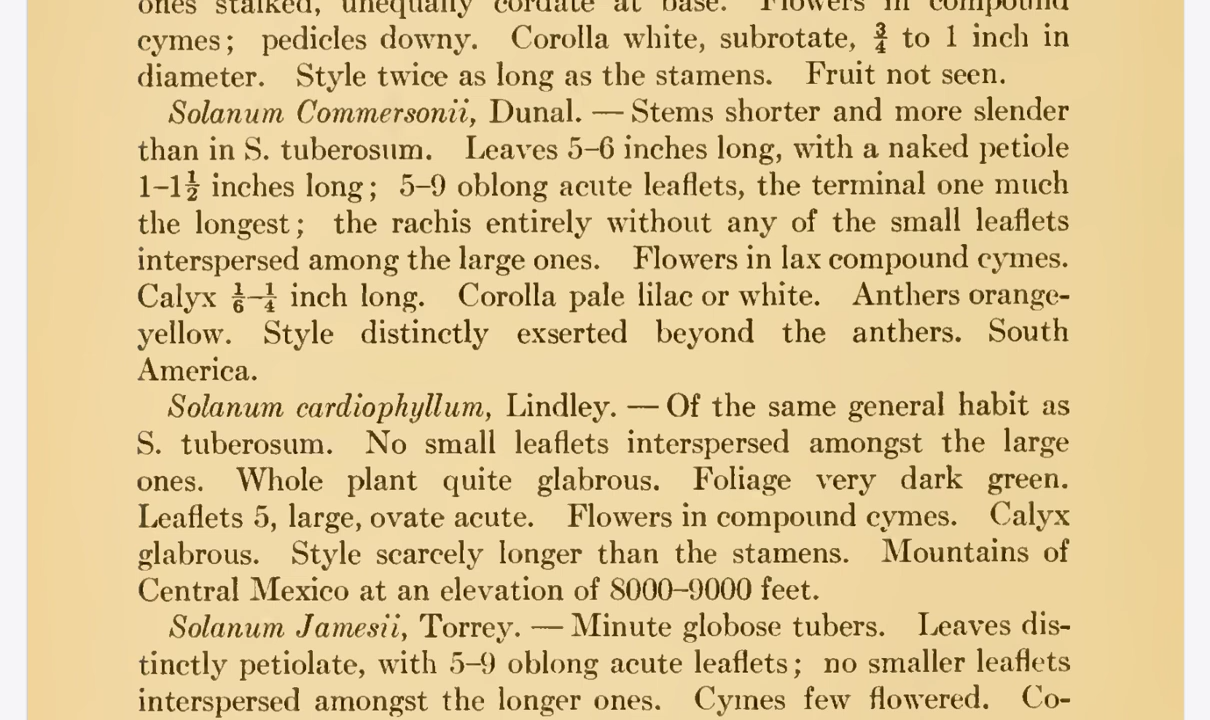 ones stalked, unequally cordate at base. Flowers in compound
cymes; pedicles downy. Corolla white, subrotate, ¾ to 1 inch in
diameter. Style twice as long as the stamens. Fruit not seen.
Solanum Commersonii, Dunal. — Stems shorter and more slender
than in S. tuberosum. Leaves 5–6 inches long, with a naked petiole
1–1½ inches long; 5–9 oblong acute leaflets, the terminal one much
the longest; the rachis entirely without any of the small leaflets
interspersed among the large ones. Flowers in lax compound cymes.
Calyx ⅙–¼ inch long. Corolla pale lilac or white. Anthers orange-
yellow. Style distinctly exserted beyond the anthers. South
America.
Solanum cardiophyllum, Lindley. — Of the same general habit as
S. tuberosum. No small leaflets interspersed amongst the large
ones. Whole plant quite glabrous. Foliage very dark green.
Leaflets 5, large, ovate acute. Flowers in compound cymes. Calyx
glabrous. Style scarcely longer than the stamens. Mountains of
Central Mexico at an elevation of 8000–9000 feet.
Solanum Jamesii, Torrey. — Minute globose tubers. Leaves dis-
tinctly petiolate, with 5–9 oblong acute leaflets; no smaller leaflets
interspersed amongst the longer ones. Cymes few flowered. Co-